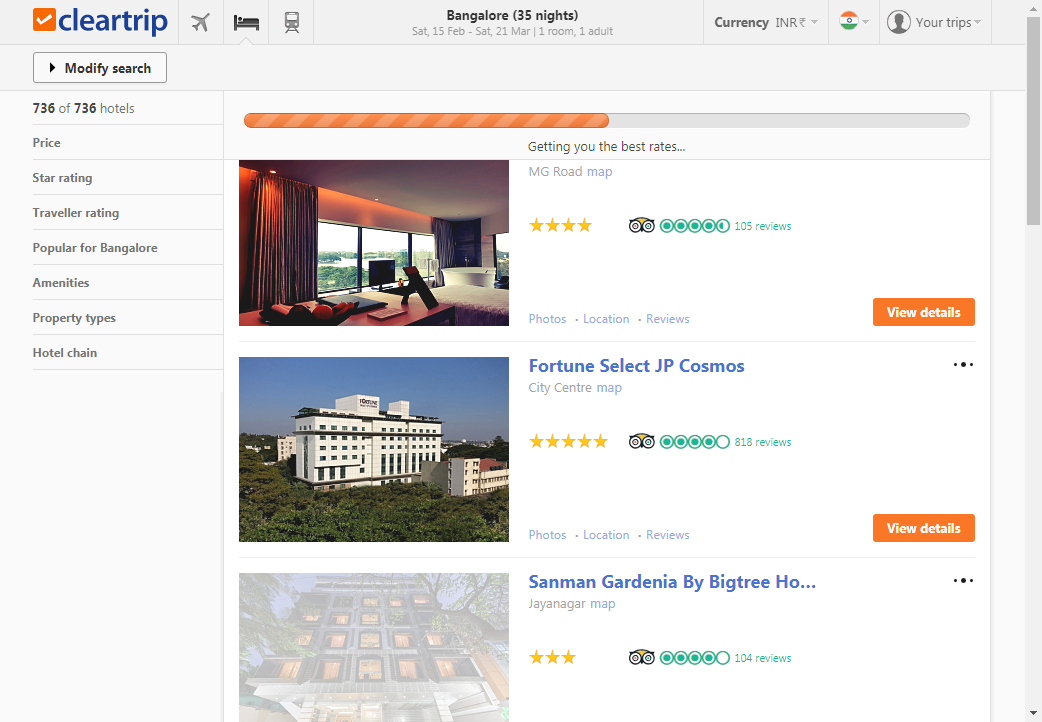 cleartrip
Bangalore (35 nights)
Sat, 15 Feb - Sat, 21 Mar | 1 room, 1 adult
Currency INR ₹
Your trips
Modify search
736 of 736 hotels
Price
Star rating
Traveller rating
Popular for Bangalore
Amenities
Property types
Hotel chain
Getting you the best rates...
MG Road map
105 reviews
Photos • Location • Reviews
View details
Fortune Select JP Cosmos
City Centre map
FORTUNE
818 reviews
Photos • Location • Reviews
View details
Sanman Gardenia By Bigtree Ho...
Jayanagar map
104 reviews